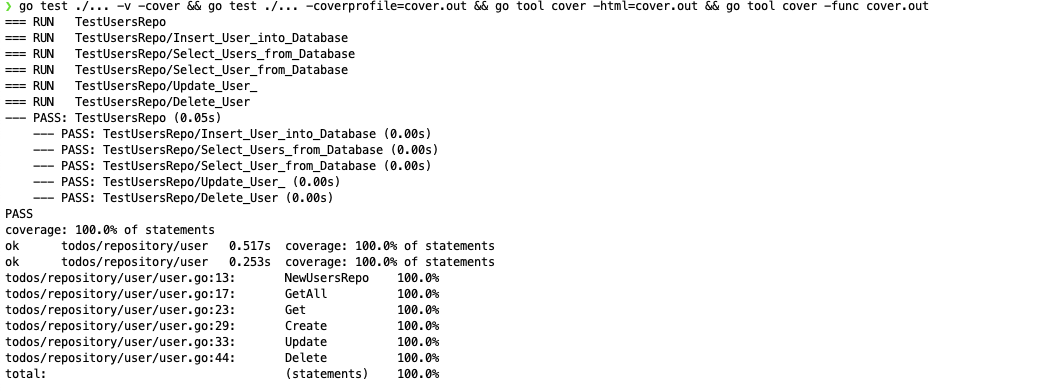 ❯ go test ./... -v -cover && go test ./... -coverprofile=cover.out && go tool cover -html=cover.out && go tool cover -func cover.out
=== RUN   TestUsersRepo
=== RUN   TestUsersRepo/Insert_User_into_Database
=== RUN   TestUsersRepo/Select_Users_from_Database
=== RUN   TestUsersRepo/Select_User_from_Database
=== RUN   TestUsersRepo/Update_User_
=== RUN   TestUsersRepo/Delete_User
--- PASS: TestUsersRepo (0.05s)
    --- PASS: TestUsersRepo/Insert_User_into_Database (0.00s)
    --- PASS: TestUsersRepo/Select_Users_from_Database (0.00s)
    --- PASS: TestUsersRepo/Select_User_from_Database (0.00s)
    --- PASS: TestUsersRepo/Update_User_ (0.00s)
    --- PASS: TestUsersRepo/Delete_User (0.00s)
PASS
coverage: 100.0% of statements
ok      todos/repository/user   0.517s  coverage: 100.0% of statements
ok      todos/repository/user   0.253s  coverage: 100.0% of statements
todos/repository/user/user.go:13:       NewUsersRepo    100.0%
todos/repository/user/user.go:17:       GetAll          100.0%
todos/repository/user/user.go:23:       Get             100.0%
todos/repository/user/user.go:29:       Create          100.0%
todos/repository/user/user.go:33:       Update          100.0%
todos/repository/user/user.go:44:       Delete          100.0%
total:                                  (statements)    100.0%